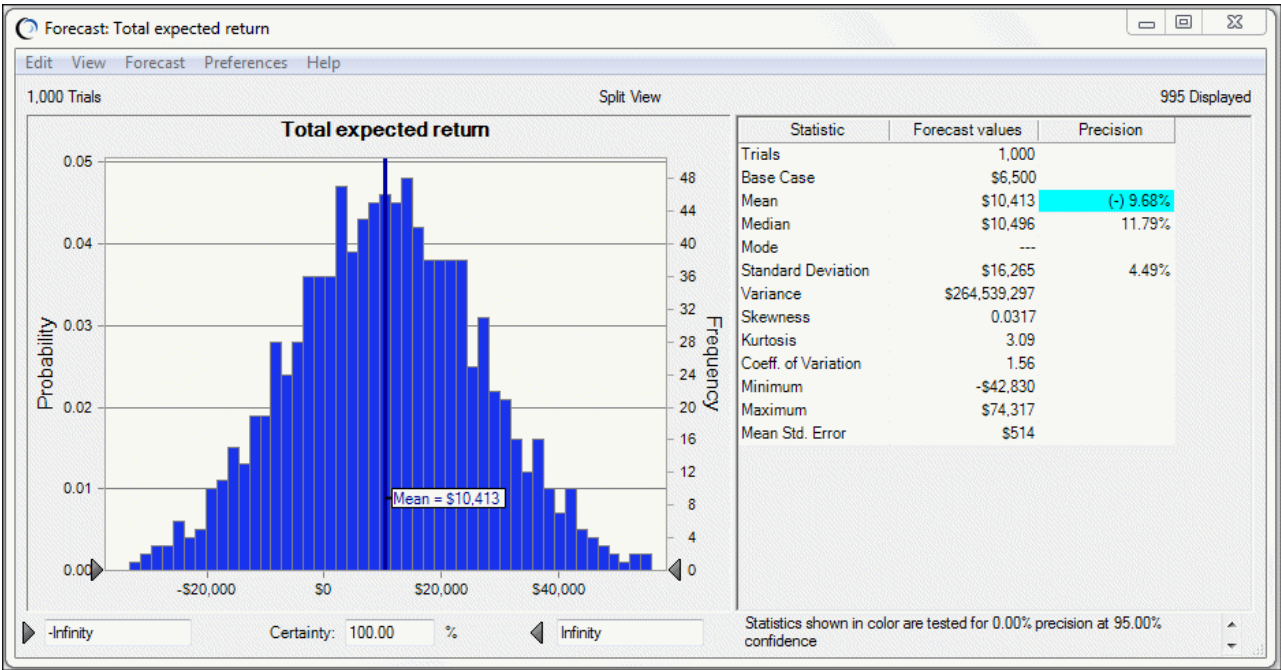 Forecast: Total expected return
Edit View Forecast Preferences Help
1,000 Trials Split View 995 Displayed
Total expected return
0.05
0.04
0.03
0.02
0.01
0.00
Probability
48
44
40
36
32
28
24
20
16
12
8
4
0
Frequency
Mean = $10,413
-$20,000 $0 $20,000 $40,000
Statistic Forecast values Precision
Trials 1,000
Base Case $6,500
Mean $10,413 (-) 9.68%
Median $10,496 11.79%
Mode ---
Standard Deviation $16,265 4.49%
Variance $264,539,297
Skewness 0.0317
Kurtosis 3.09
Coeff. of Variation 1.56
Minimum -$42,830
Maximum $74,317
Mean Std. Error $514
-Infinity Certainty: 100.00 % Infinity
Statistics shown in color are tested for 0.00% precision at 95.00%
confidence